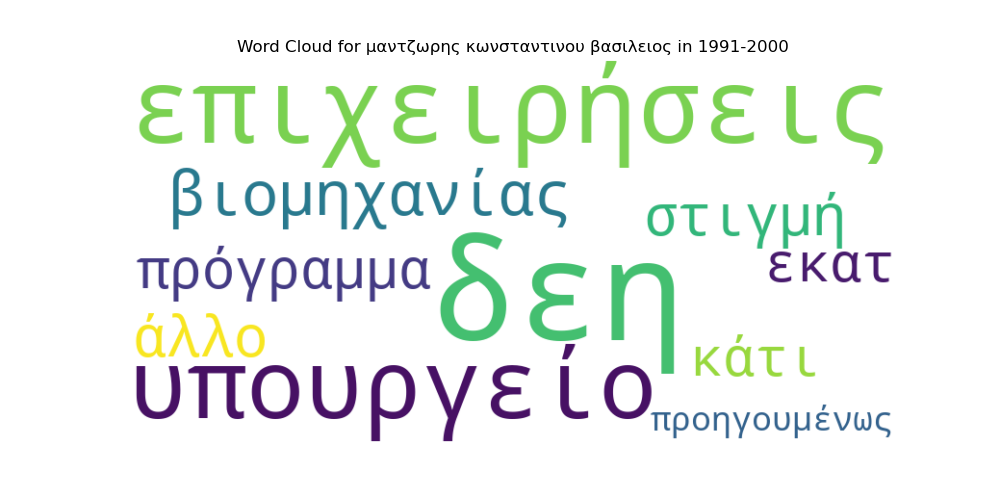 Word Cloud for μαντζωρης κωνσταντινου βασιλειος in 1991-2000
επιχειρήσεις
βιομηχανίας
στιγμή
πρόγραμμα
δεη
εκατ
άλλο
κάτι
υπουργείο
προηγουμένως